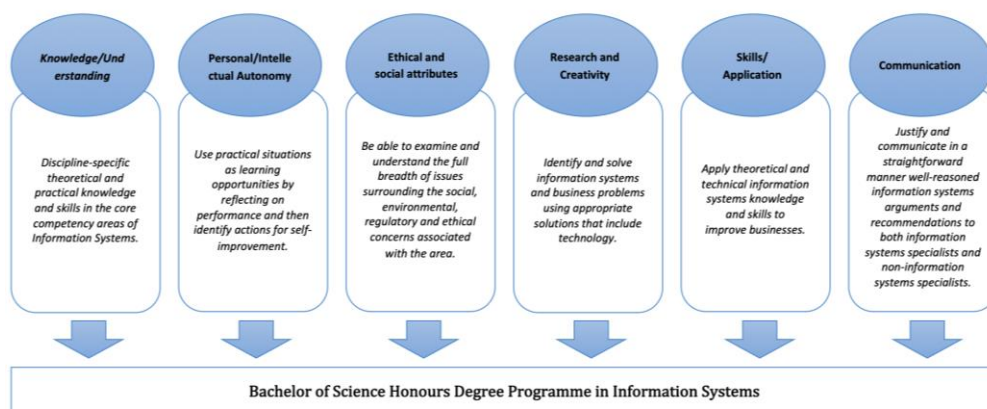 Knowledge/Und
erstanding
Discipline-specific
theoretical and
practical knowledge
and skills in the core
competency areas of
Information Systems.
Personal/Intelle
ctual Autonomy
Use practical situations
as learning
opportunities by
reflecting on
performance and then
identify actions for self-
improvement.
Ethical and
social attributes
Be able to examine and
understand the full
breadth of issues
surrounding the social,
environmental,
regulatory and ethical
concerns associated
with the area.
Research and
Creativity
Identify and solve
information systems
and business problems
using appropriate
solutions that include
technology.
Skills/
Application
Apply theoretical and
technical information
systems knowledge
and skills to
improve businesses.
Communication
Justify and
communicate in a
straightforward
manner well-reasoned
information systems
arguments and
recommendations to
both information
systems specialists and
non-information
systems specialists.
Bachelor of Science Honours Degree Programme in Information Systems